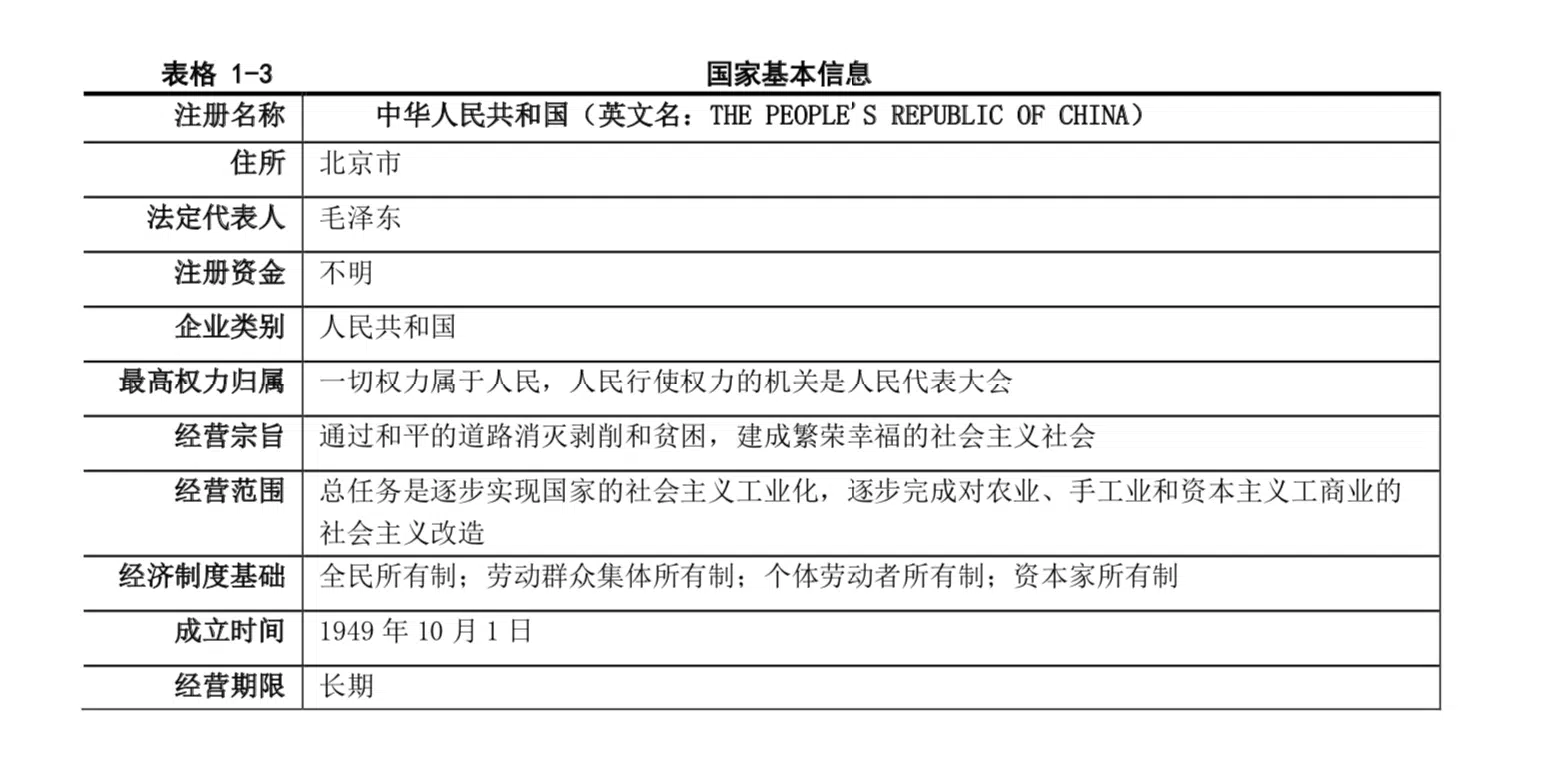 表格 1-3 国家基本信息
注册名称 中华人民共和国（英文名：THE PEOPLE'S REPUBLIC OF CHINA）
住所 北京市
法定代表人 毛泽东
注册资金 不明
企业类别 人民共和国
最高权力归属 一切权力属于人民，人民行使权力的机关是人民代表大会
经营宗旨 通过和平的道路消灭剥削和贫困，建成繁荣幸福的社会主义社会
经营范围 总任务是逐步实现国家的社会主义工业化，逐步完成对农业、手工业和资本主义工商业的
社会主义改造
经济制度基础 全民所有制；劳动群众集体所有制；个体劳动者所有制；资本家所有制
成立时间 1949 年 10 月 1 日
经营期限 长期